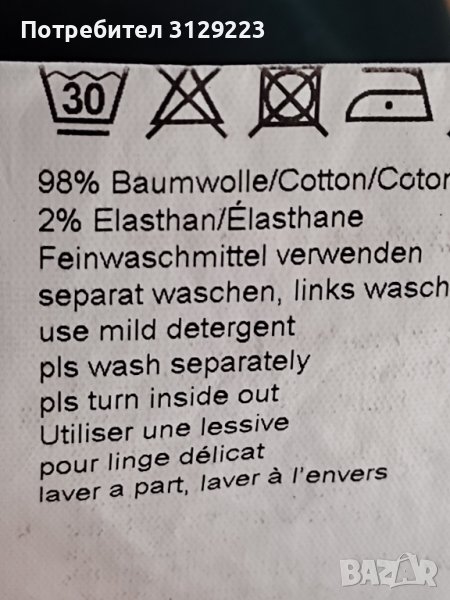 Потребител 3129223
30
98% Baumwolle/Cotton/Coton
2% Elasthan/Élasthane
Feinwaschmittel verwenden
separat waschen, links wasch
use mild detergent
pls wash separately
pls turn inside out
Utiliser une lessive
pour linge délicat
laver a part, laver à l'envers
BAZAR